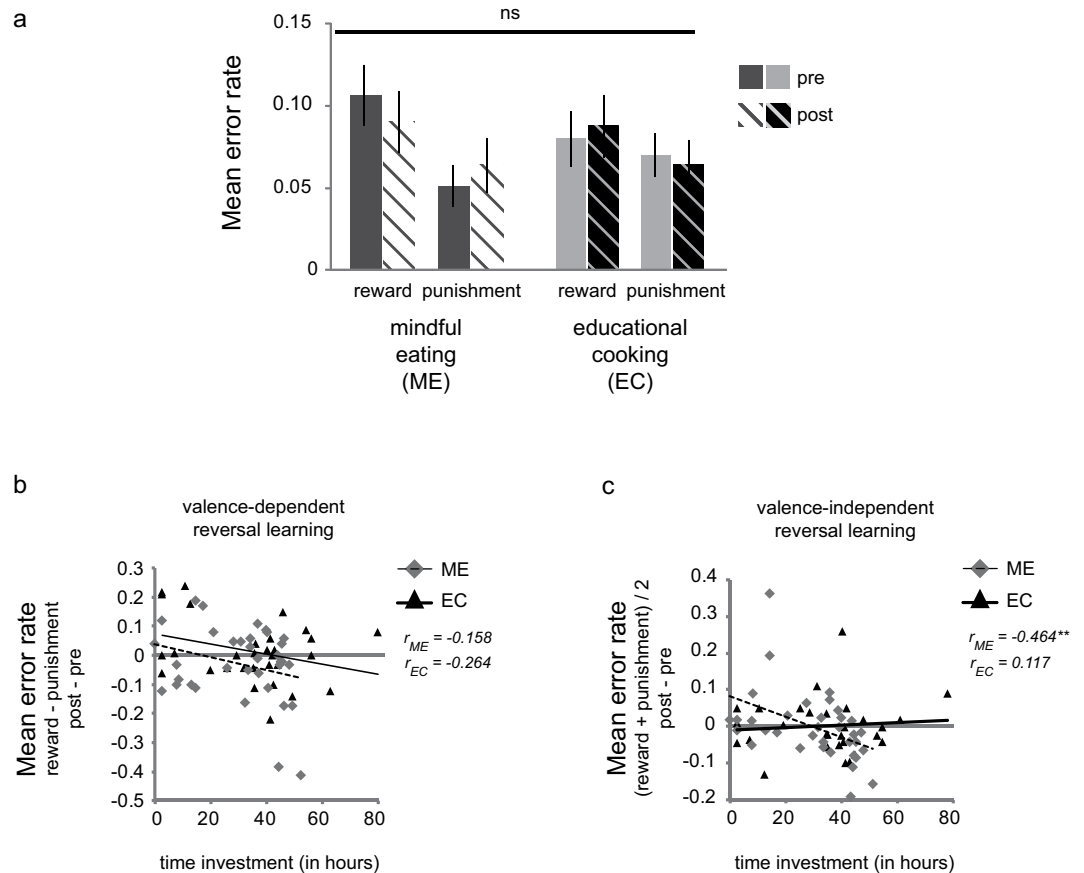 a
ns
0.15
0.10
0.05
0
Mean error rate
pre
post
reward punishment reward punishment
mindful
eating
(ME)
educational
cooking
(EC)
b
valence-dependent
reversal learning
0.3
0.2
0.1
0
-0.1
-0.2
-0.3
-0.4
-0.5
Mean error rate
reward - punishment
post - pre
0 20 40 60 80
time investment (in hours)
ME
EC
rME = -0.158
rEC = -0.264
c
valence-independent
reversal learning
0.4
0.3
0.2
0.1
0
-0.1
-0.2
Mean error rate
(reward + punishment) / 2
post - pre
0 20 40 60 80
time investment (in hours)
ME
EC
rME = -0.464**
rEC = 0.117